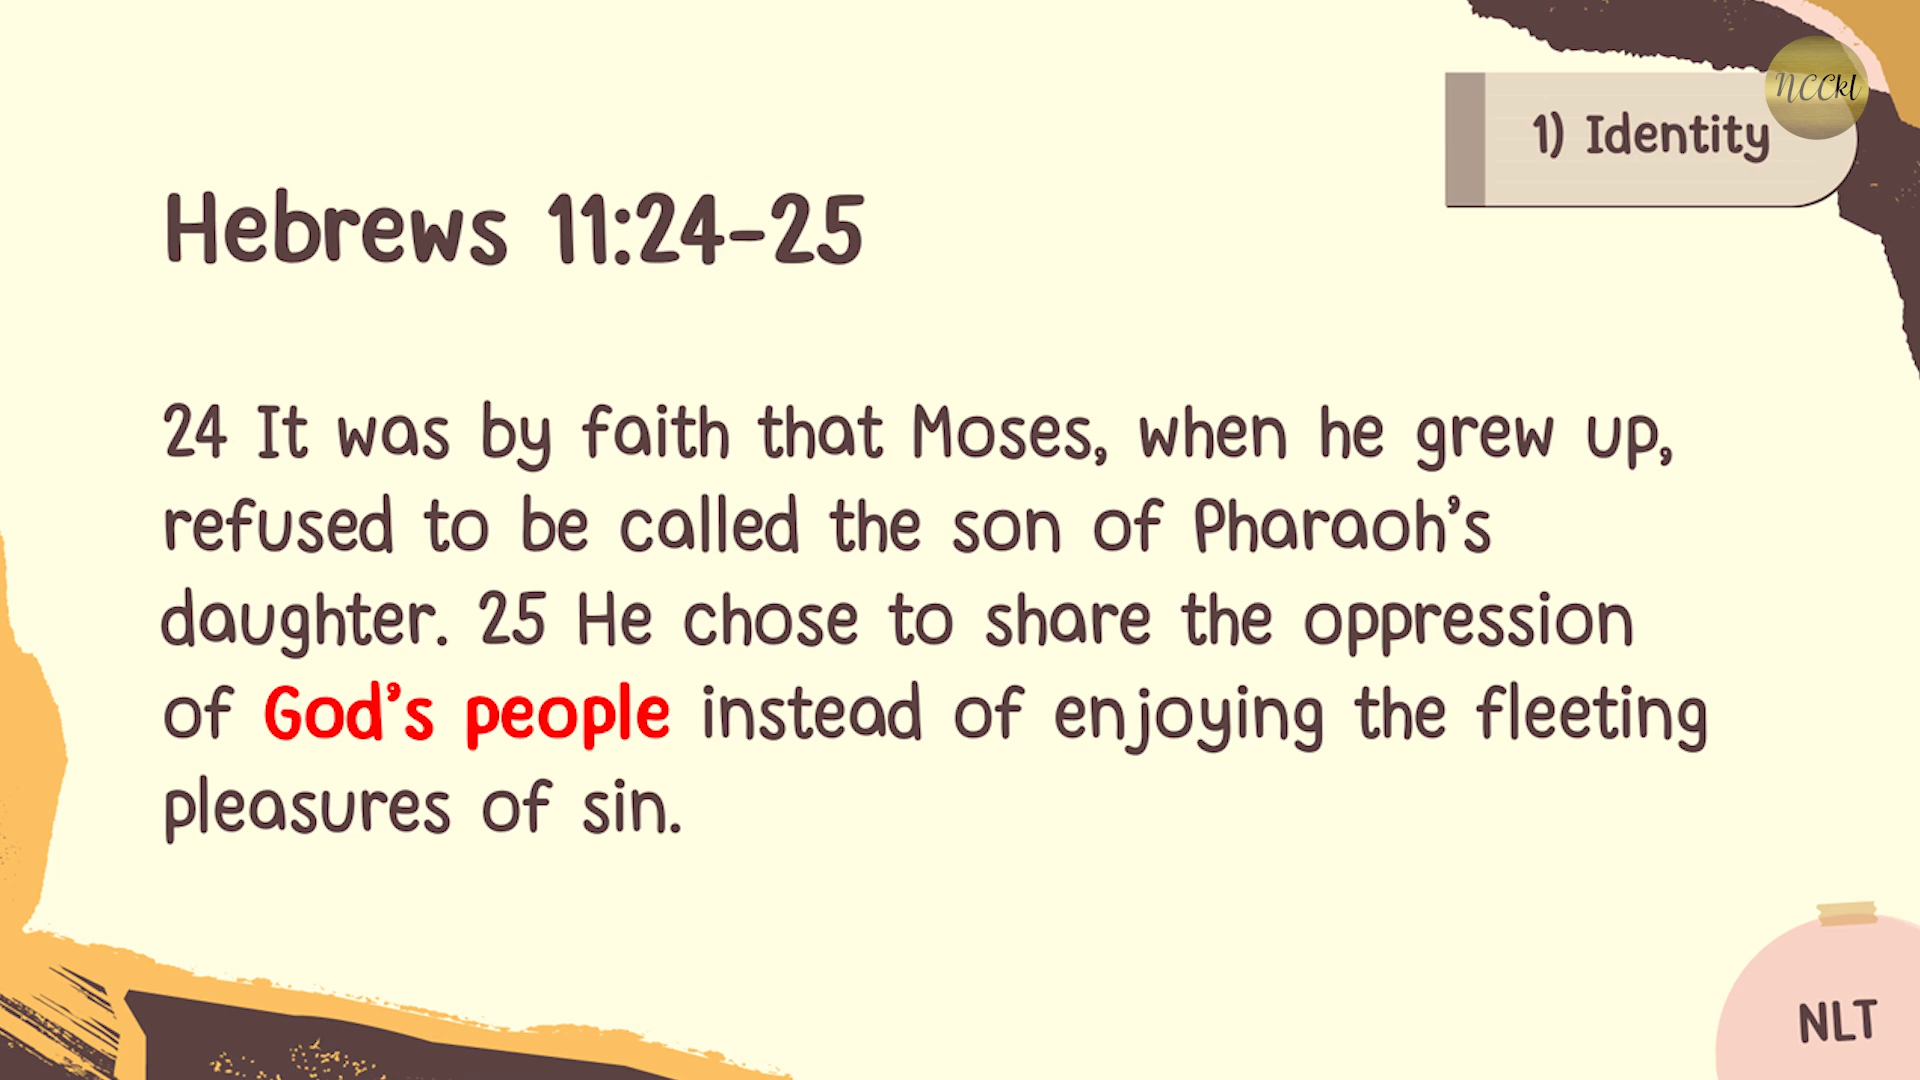 NCCkl
1) Identity
Hebrews 11:24-25
24 It was by faith that Moses, when he grew up,
refused to be called the son of Pharaoh's
daughter. 25 He chose to share the oppression
of God's people instead of enjoying the fleeting
pleasures of sin.
NLT